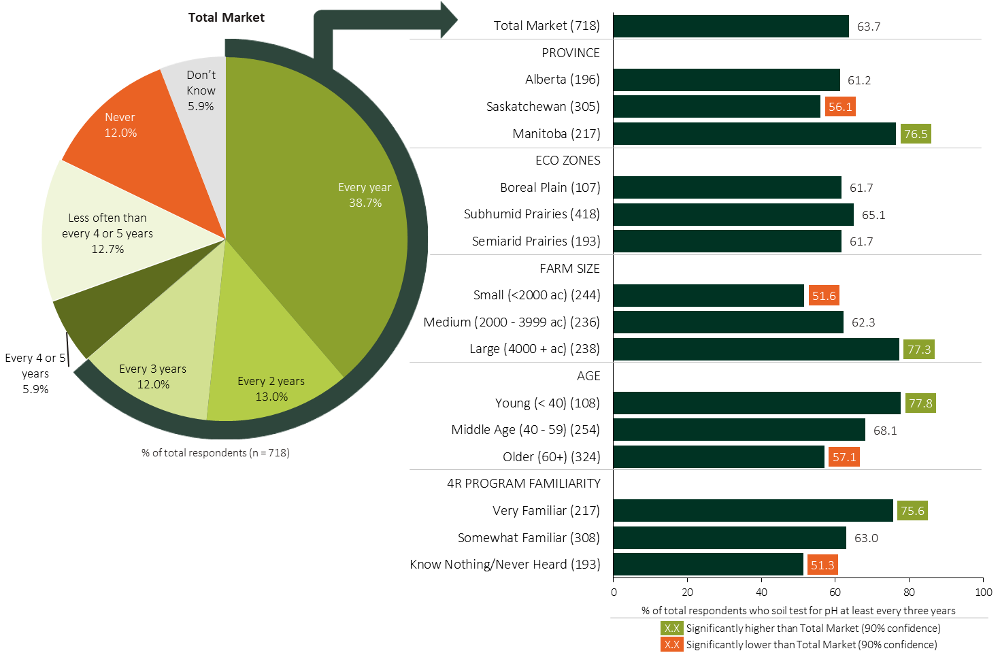 Total Market
Don't
Know
5.9%
Never
12.0%
Every year
38.7%
Less often than
every 4 or 5 years
12.7%
Every 4 or 5
years
5.9%
Every 3 years
12.0%
Every 2 years
13.0%
% of total respondents (n = 718)
Total Market (718) 63.7
PROVINCE
Alberta (196) 61.2
Saskatchewan (305) 56.1
Manitoba (217) 76.5
ECO ZONES
Boreal Plain (107) 61.7
Subhumid Prairies (418) 65.1
Semiarid Prairies (193) 61.7
FARM SIZE
Small (<2000 ac) (244) 51.6
Medium (2000 - 3999 ac) (236) 62.3
Large (4000 + ac) (238) 77.3
AGE
Young (< 40) (108) 77.8
Middle Age (40 - 59) (254) 68.1
Older (60+) (324) 57.1
4R PROGRAM FAMILIARITY
Very Familiar (217) 75.6
Somewhat Familiar (308) 63.0
Know Nothing/Never Heard (193) 51.3
0 20 40 60 80 100
% of total respondents who soil test for pH at least every three years
X.X Significantly higher than Total Market (90% confidence)
X.X Significantly lower than Total Market (90% confidence)